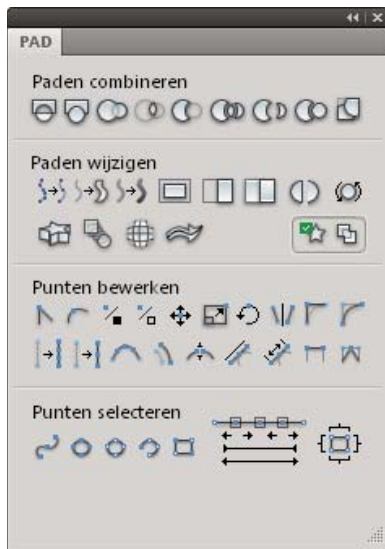 PAD
Paden combineren
Paden wijzigen
Punten bewerken
Punten selecteren